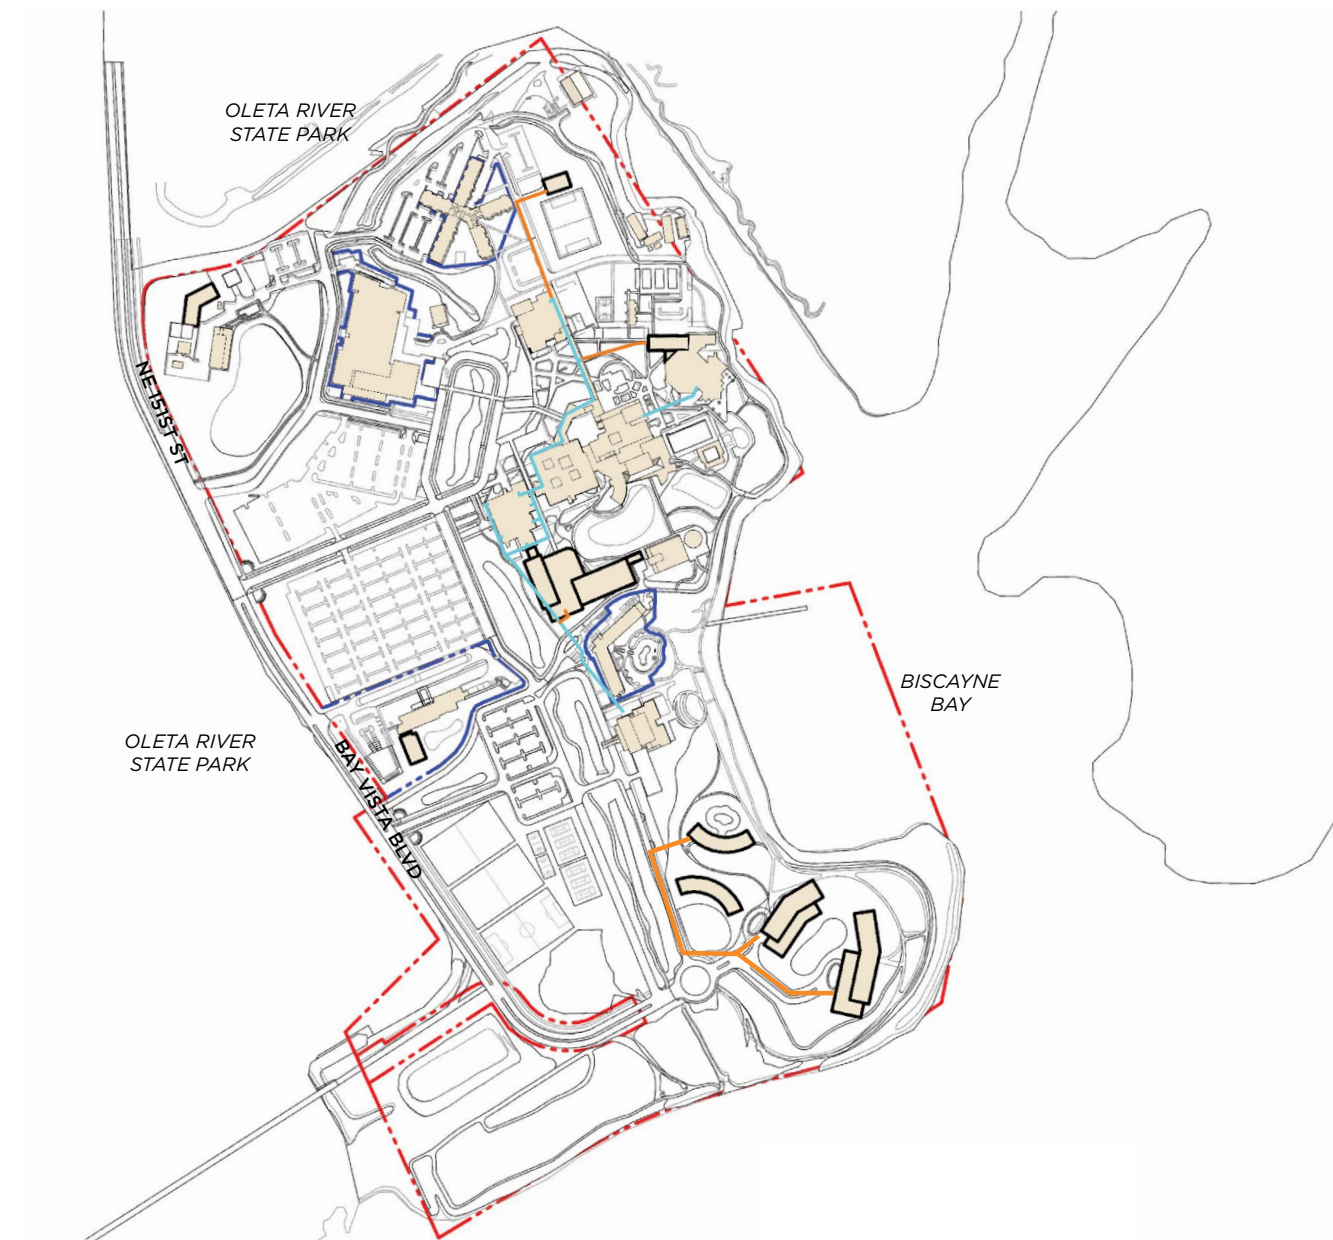 OLETA RIVER
STATE PARK
NE 151ST ST
BISCAYNE
BAY
OLETA RIVER
STATE PARK
BAY VISTA BLVD